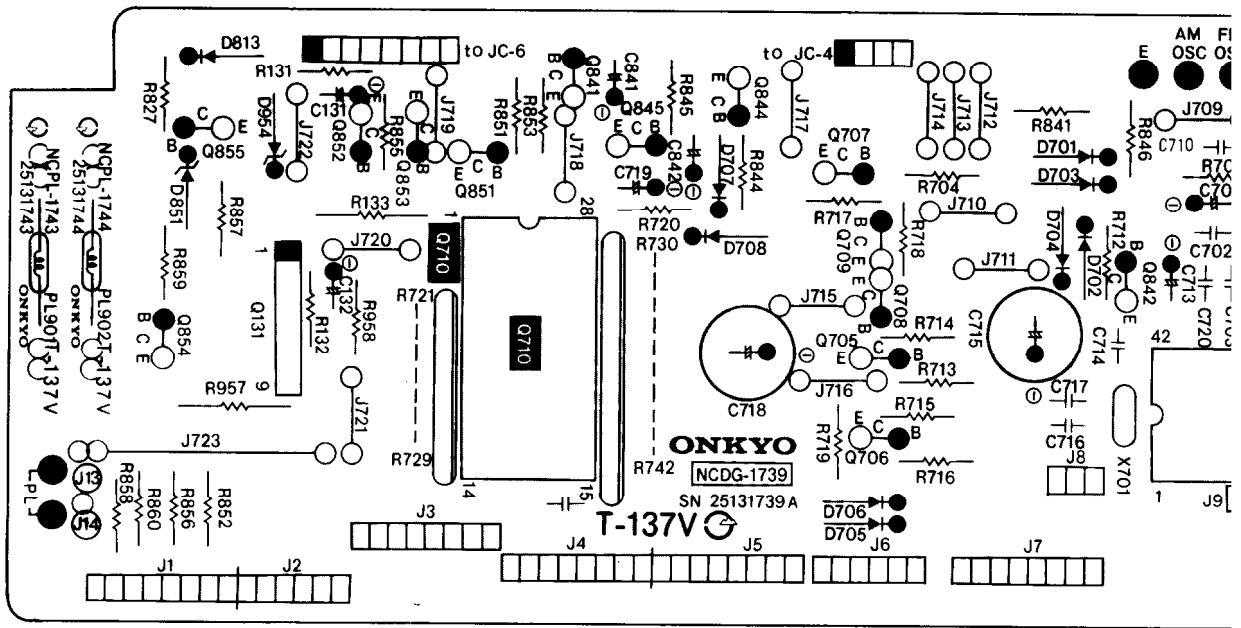 D813
to JC-6
R131
R827
C
E
B
Q855
D851
D954
J722
C131
E
C
B
Q852
R855
E
C
B
Q853
J719
E
C
B
Q851
R851
R853
B
C
E
Q841
C841
E
C
B
Q845
J718
R845
C719
C842
D707
R844
E
C
B
Q844
to JC-4
J717
Q707
E
C
B
J714
J713
J712
R841
D701
D703
R704
J710
E
AM
OSC
R846
J709
C710
NCPL-1743
25131743
NCPL-1744
25131744
PL901T-137V
ONKYO
PL902T-137V
ONKYO
R857
R859
R133
J720
1
Q131
9
C132
R132
R958
Q710
1
28
Q710
14
15
R721
R729
R720
R730
R742
D708
R717
B
C
E
Q709
E
C
B
Q708
R718
J711
D704
D702
R712
B
C
E
Q842
C713
C702
C720
J715
C718
J716
Q705
E
C
B
R714
R713
R715
E
C
B
Q706
R719
R716
C715
C714
C717
C716
J8
X701
42
1
J9
Q854
B
C
E
R957
J723
J721
PL
J13
J14
R858
R860
R856
R852
ONKYO
NCDG-1739
SN 25131739A
T-137V
D706
D705
J1
J2
J3
J4
J5
J6
J7